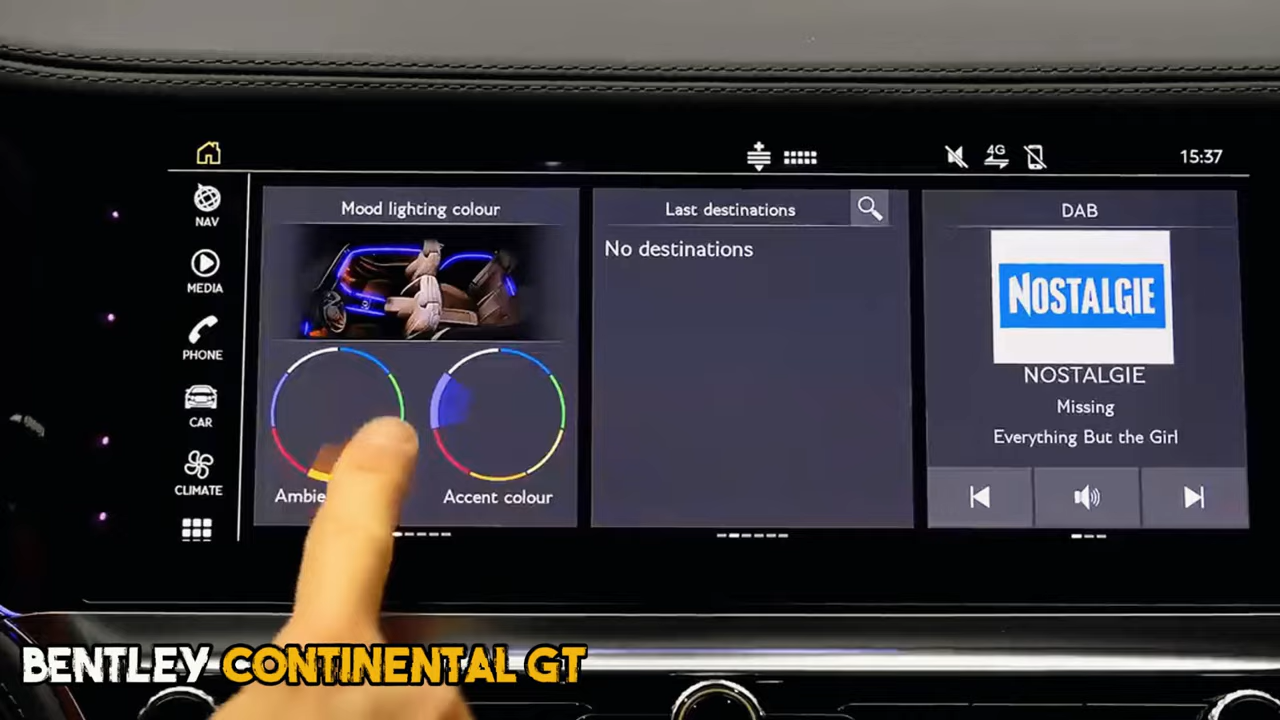 4G
15:37
NAV
MEDIA
PHONE
CAR
CLIMATE
Mood lighting colour
Accent colour
Last destinations
No destinations
DAB
NOSTALGIE
NOSTALGIE
Missing
Everything But the Girl
BENTLEY CONTINENTAL GT